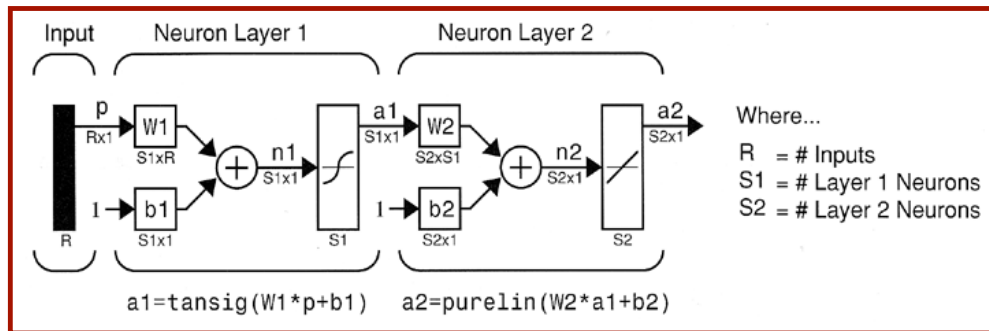 Input Neuron Layer 1 Neuron Layer 2
p a1 a2
Rx1 W1 S1x1 W2 S2x1
S1xR n1 S2xS1 n2
S1x1 S2x1
1 b1 1 b2
R S1x1 S1 S2x1 S2
a1=tansig(W1*p+b1) a2=purelin(W2*a1+b2)
Where...
R = # Inputs
S1 = # Layer 1 Neurons
S2 = # Layer 2 Neurons